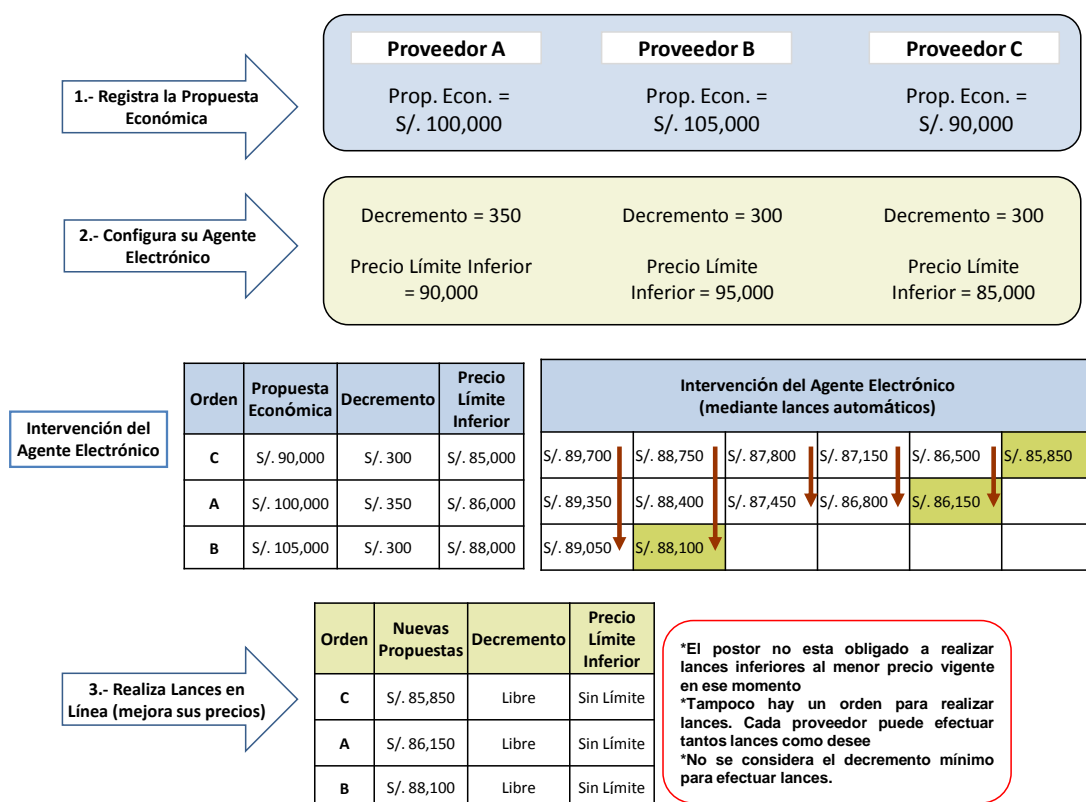 1.- Registra la Propuesta
Económica
Proveedor A
Prop. Econ. =
S/. 100,000
Proveedor B
Prop. Econ. =
S/. 105,000
Proveedor C
Prop. Econ. =
S/. 90,000
2.- Configura su Agente
Electrónico
Decremento = 350
Precio Límite Inferior
= 90,000
Decremento = 300
Precio Límite
Inferior = 95,000
Decremento = 300
Precio Límite
Inferior = 85,000
Intervención del
Agente Electrónico
Orden Propuesta Económica Decremento Precio Límite Inferior
C S/. 90,000 S/. 300 S/. 85,000
A S/. 100,000 S/. 350 S/. 86,000
B S/. 105,000 S/. 300 S/. 88,000
Intervención del Agente Electrónico
(mediante lances automáticos)
S/. 89,700 S/. 88,750 S/. 87,800 S/. 87,150 S/. 86,500 S/. 85,850
S/. 89,350 S/. 88,400 S/. 87,450 S/. 86,800 S/. 86,150
S/. 89,050 S/. 88,100
3.- Realiza Lances en
Línea (mejora sus precios)
Orden Nuevas Propuestas Decremento Precio Límite Inferior
C S/. 85,850 Libre Sin Límite
A S/. 86,150 Libre Sin Límite
B S/. 88,100 Libre Sin Límite
*El postor no esta obligado a realizar
lances inferiores al menor precio vigente
en ese momento
*Tampoco hay un orden para realizar
lances. Cada proveedor puede efectuar
tantos lances como desee
*No se considera el decremento mínimo
para efectuar lances.